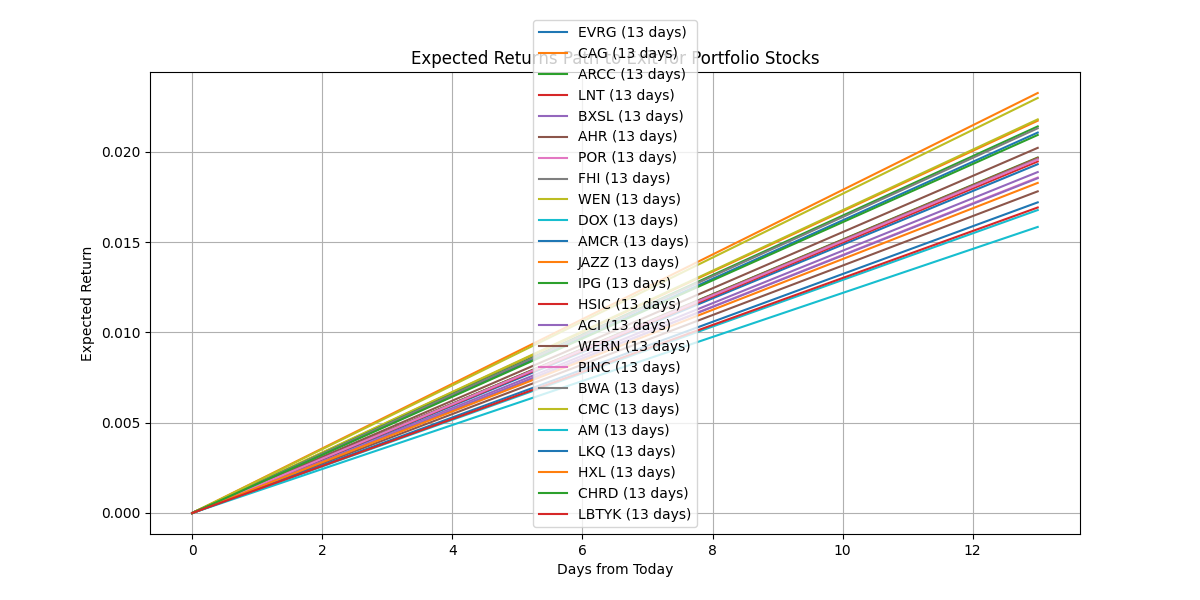 Expected Returns Path to Exit for Portfolio Stocks
EVRG (13 days)
CAG (13 days)
ARCC (13 days)
LNT (13 days)
BXSL (13 days)
AHR (13 days)
POR (13 days)
FHI (13 days)
WEN (13 days)
DOX (13 days)
AMCR (13 days)
JAZZ (13 days)
IPG (13 days)
HSIC (13 days)
ACI (13 days)
WERN (13 days)
PINC (13 days)
BWA (13 days)
CMC (13 days)
AM (13 days)
LKQ (13 days)
HXL (13 days)
CHRD (13 days)
LBTYK (13 days)
Expected Return
0.020
0.015
0.010
0.005
0.000
0 2 4 6 8 10 12
Days from Today